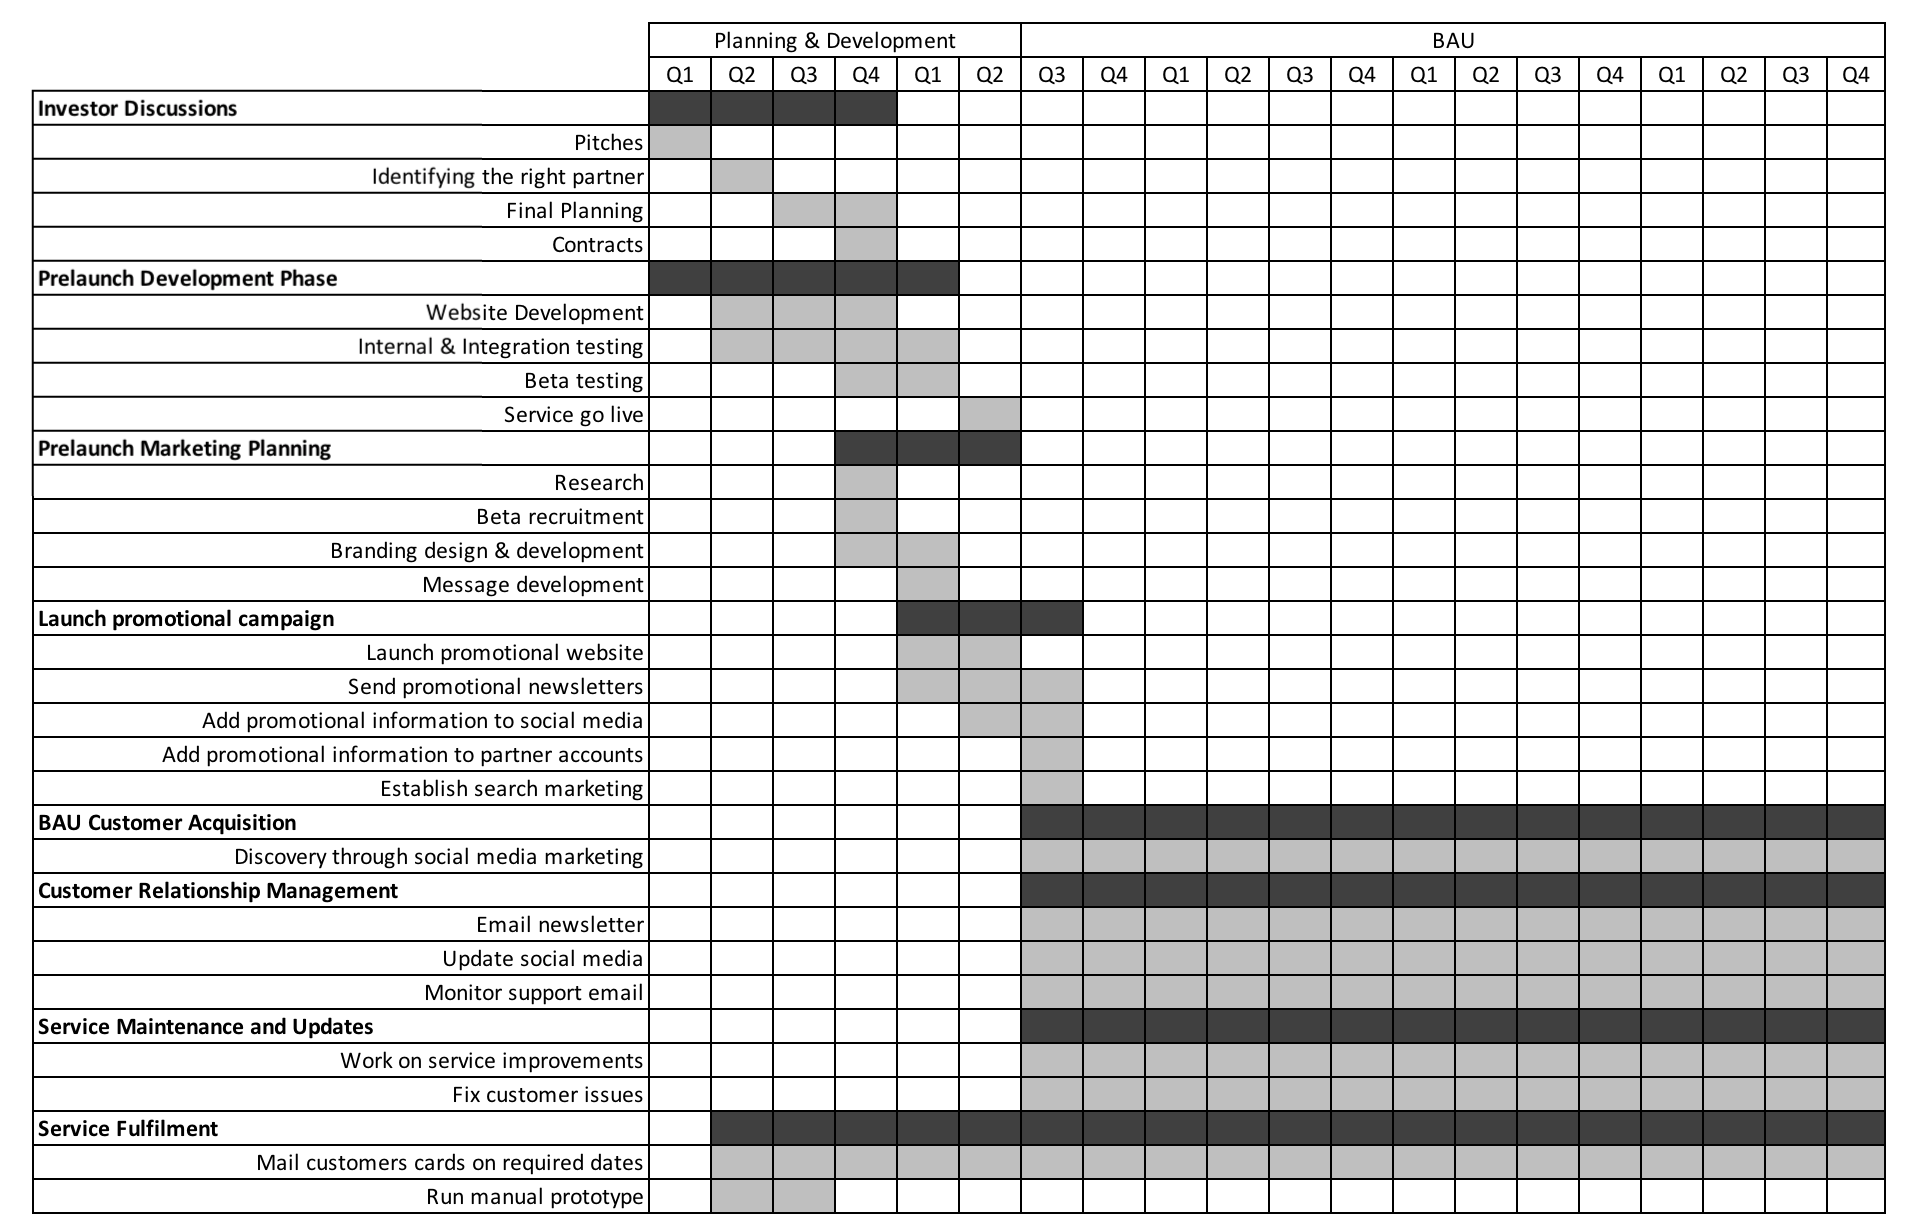 Planning & Development BAU
Q1 Q2 Q3 Q4 Q1 Q2 Q3 Q4 Q1 Q2 Q3 Q4 Q1 Q2 Q3 Q4 Q1 Q2 Q3 Q4
Investor Discussions
Pitches
Identifying the right partner
Final Planning
Contracts
Prelaunch Development Phase
Website Development
Internal & Integration testing
Beta testing
Service go live
Prelaunch Marketing Planning
Research
Beta recruitment
Branding design & development
Message development
Launch promotional campaign
Launch promotional website
Send promotional newsletters
Add promotional information to social media
Add promotional information to partner accounts
Establish search marketing
BAU Customer Acquisition
Discovery through social media marketing
Customer Relationship Management
Email newsletter
Update social media
Monitor support email
Service Maintenance and Updates
Work on service improvements
Fix customer issues
Service Fulfilment
Mail customers cards on required dates
Run manual prototype